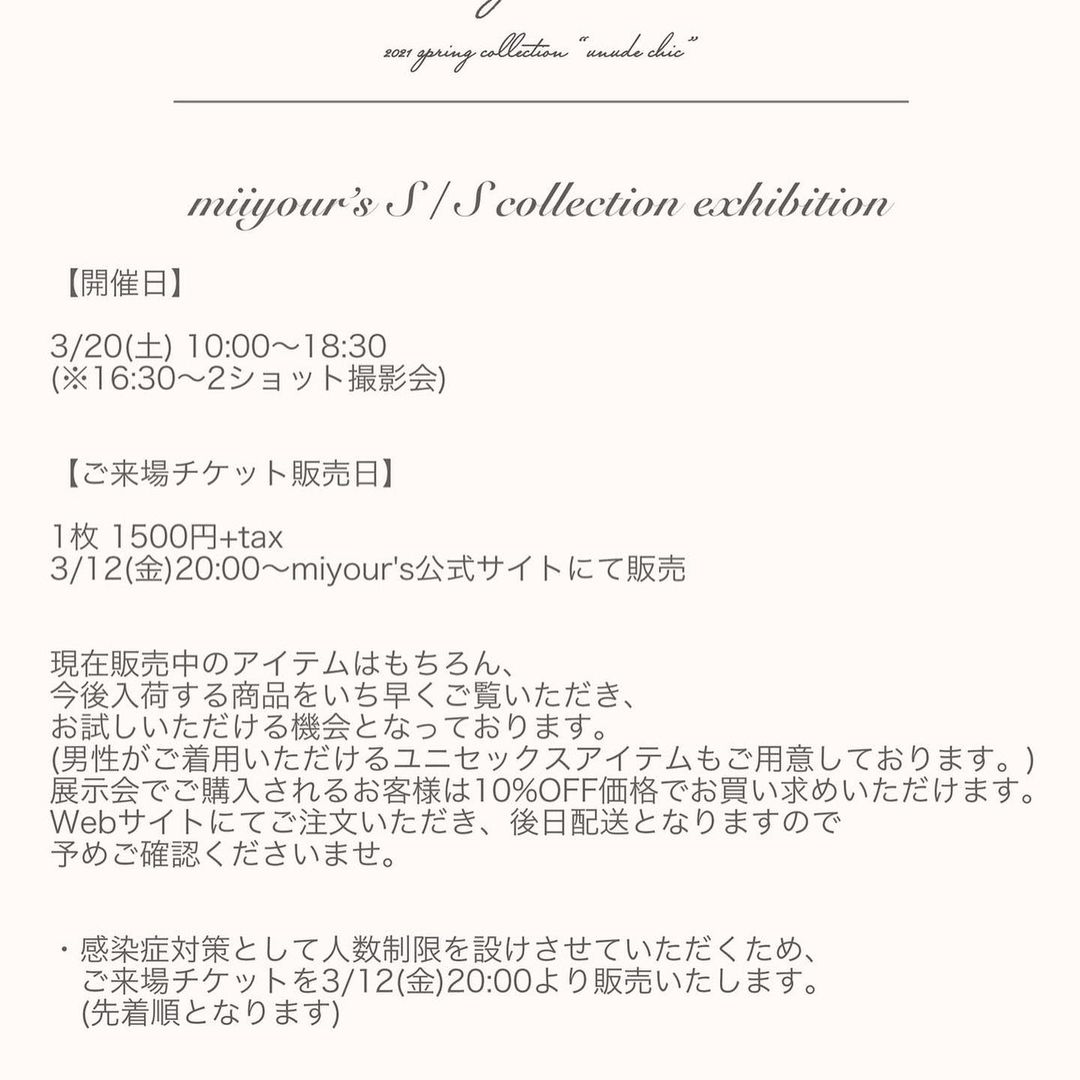 2021 spring collection “unude chic”
miiyour’s S/S collection exhibition
【開催日】
3/20(土) 10:00〜18:30
(※16:30〜2ショット撮影会)
【ご来場チケット販売日】
1枚 1500円+tax
3/12(金)20:00〜miyour's公式サイトにて販売
現在販売中のアイテムはもちろん、
今後入荷する商品をいち早くご覧いただき、
お試しいただける機会となっております。
(男性がご着用いただけるユニセックスアイテムもご用意しております。)
展示会でご購入されるお客様は10%OFF価格でお買い求めいただけます。
Webサイトにてご注文いただき、後日配送となりますので
予めご確認くださいませ。
・感染症対策として人数制限を設けさせていただくため、
ご来場チケットを3/12(金)20:00より販売いたします。
(先着順となります)